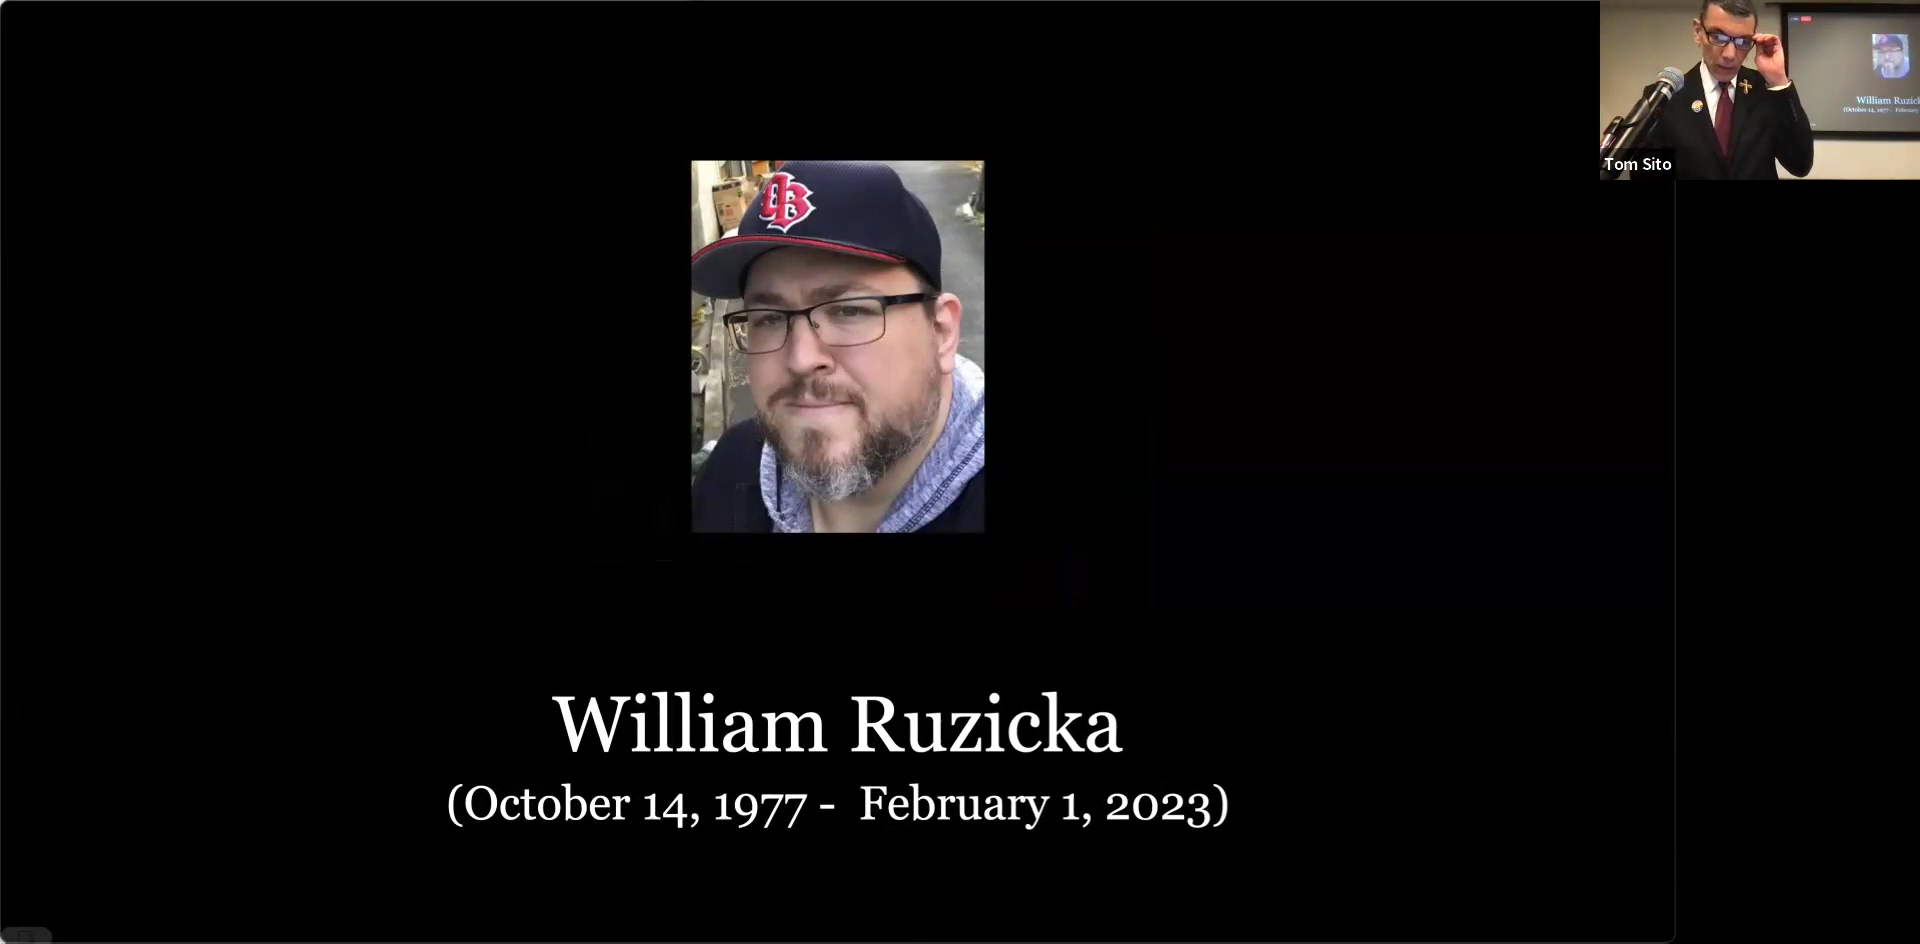 William Ruzicka
(October 14, 1977 - February 1, 2023)
Tom Sito